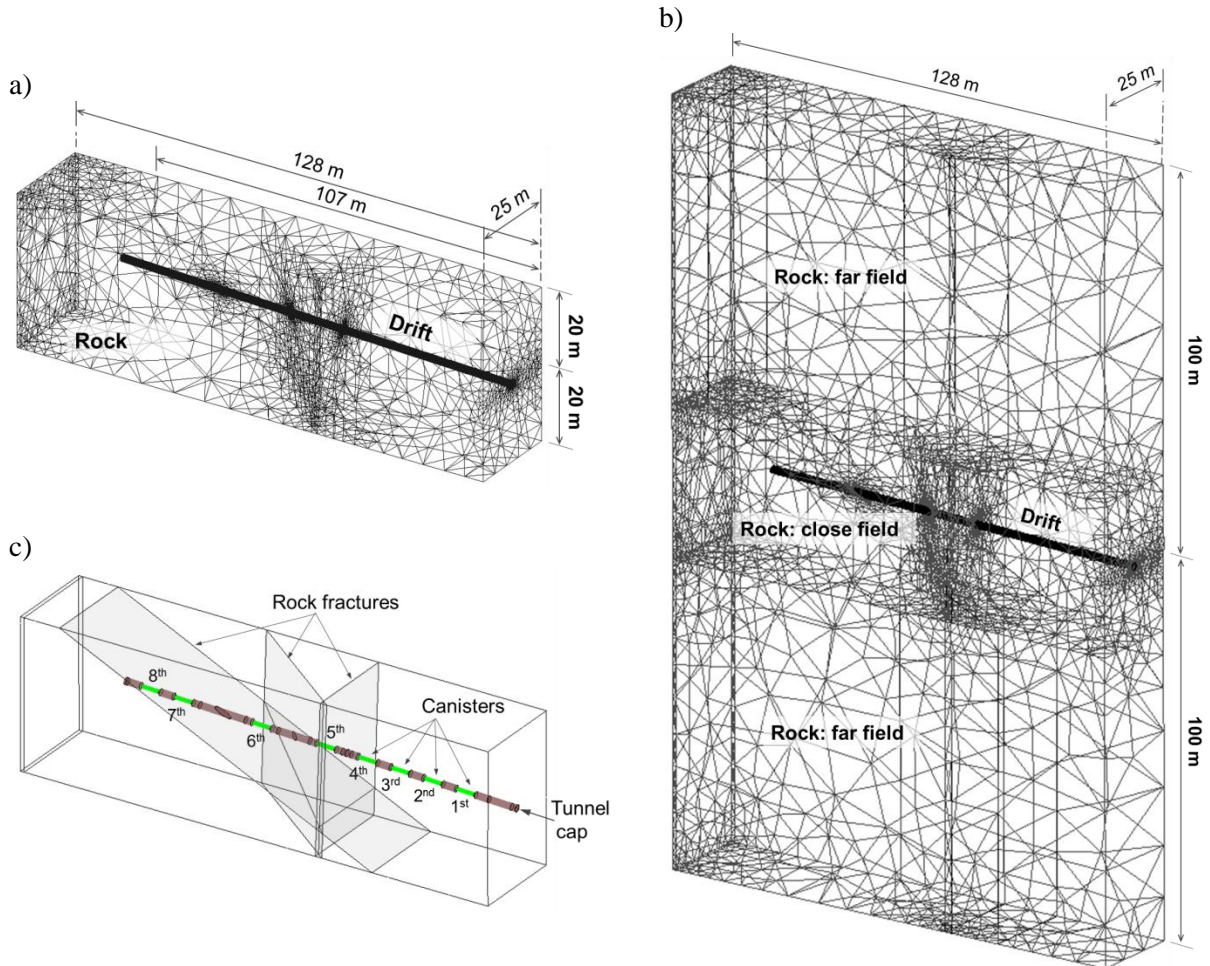 a)
128 m
107 m
25 m
Rock
Drift
20 m
20 m
b)
128 m
25 m
Rock: far field
100 m
Rock: close field
Drift
Rock: far field
100 m
c)
Rock fractures
8th
7th
6th
5th
4th
3rd
2nd
1st
Canisters
Tunnel
cap